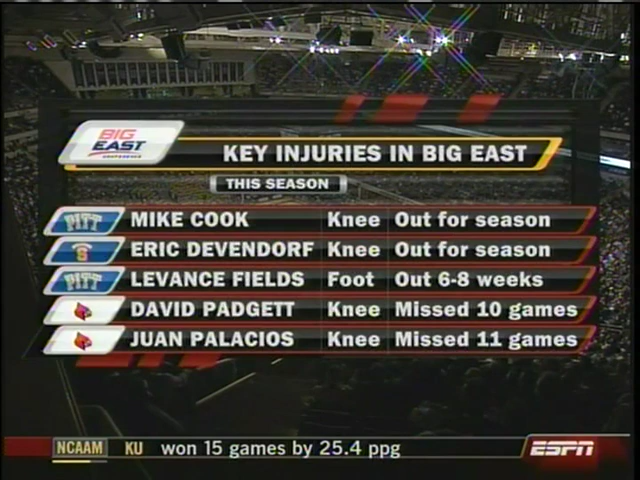 BIG
EAST
CONFERENCE
KEY INJURIES IN BIG EAST
THIS SEASON
PITT MIKE COOK Knee Out for season
S ERIC DEVENDORF Knee Out for season
PITT LEVANCE FIELDS Foot Out 6-8 weeks
DAVID PADGETT Knee Missed 10 games
JUAN PALACIOS Knee Missed 11 games
NCAAM KU won 15 games by 25.4 ppg ESPN